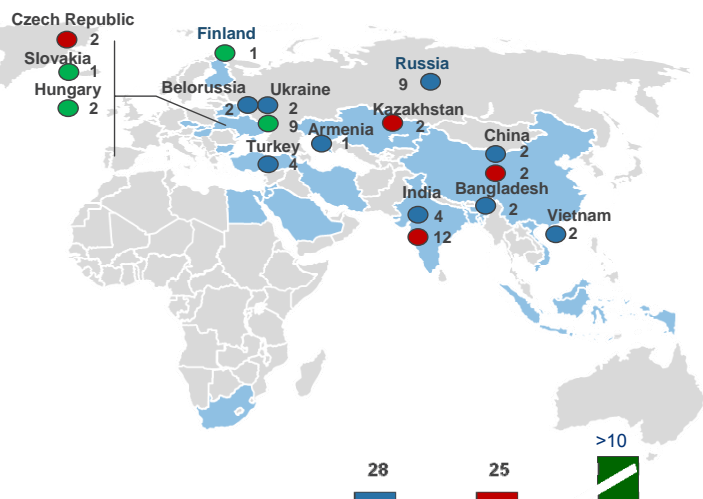 Czech Republic
2
Slovakia
1
Hungary
2
Finland
1
Belorussia
2
Ukraine
2
9
Turkey
4
Armenia
1
Russia
9
Kazakhstan
2
China
2
2
India
4
12
Bangladesh
2
Vietnam
2
28
25
>10